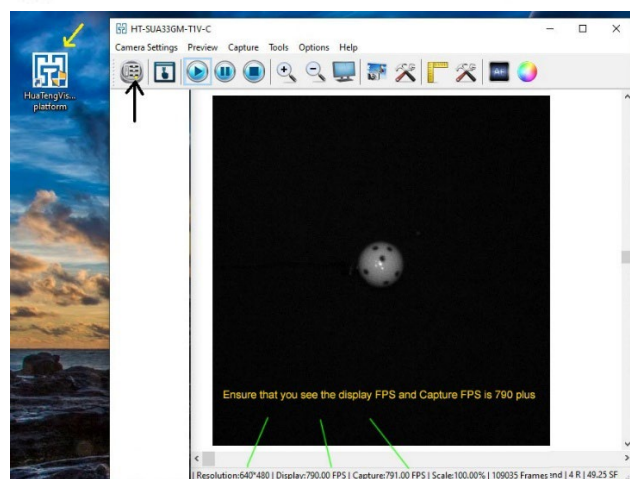 HuaTengVis...
platform
HT-SUA33GM-T1V-C
Camera Settings Preview Capture Tools Options Help
Ensure that you see the display FPS and Capture FPS is 790 plus
| Resolution:640*480 | Display:790.00 FPS | Capture:791.00 FPS | Scale:100.00% | 109035 Frames end | 4 R | 49.25 SF